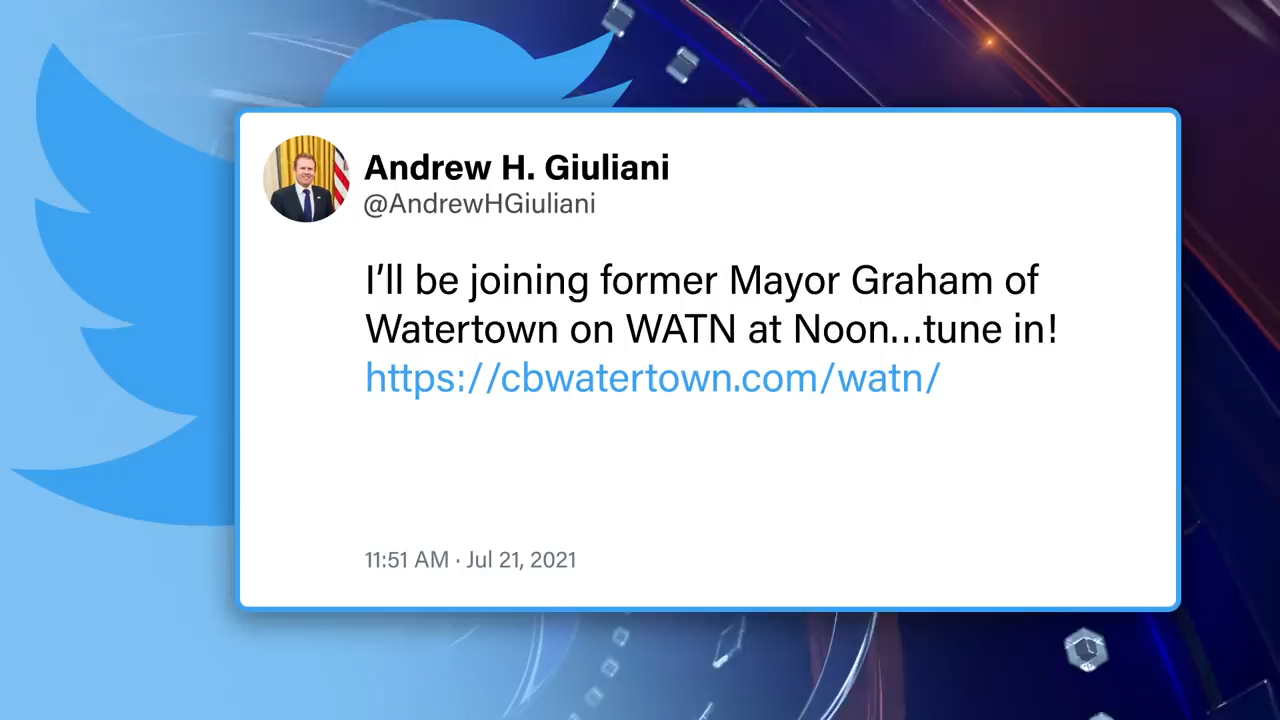 Andrew H. Giuliani
@AndrewHGiuliani
I’ll be joining former Mayor Graham of
Watertown on WATN at Noon...tune in!
https://cbwatertown.com/watn/
11:51 AM · Jul 21, 2021